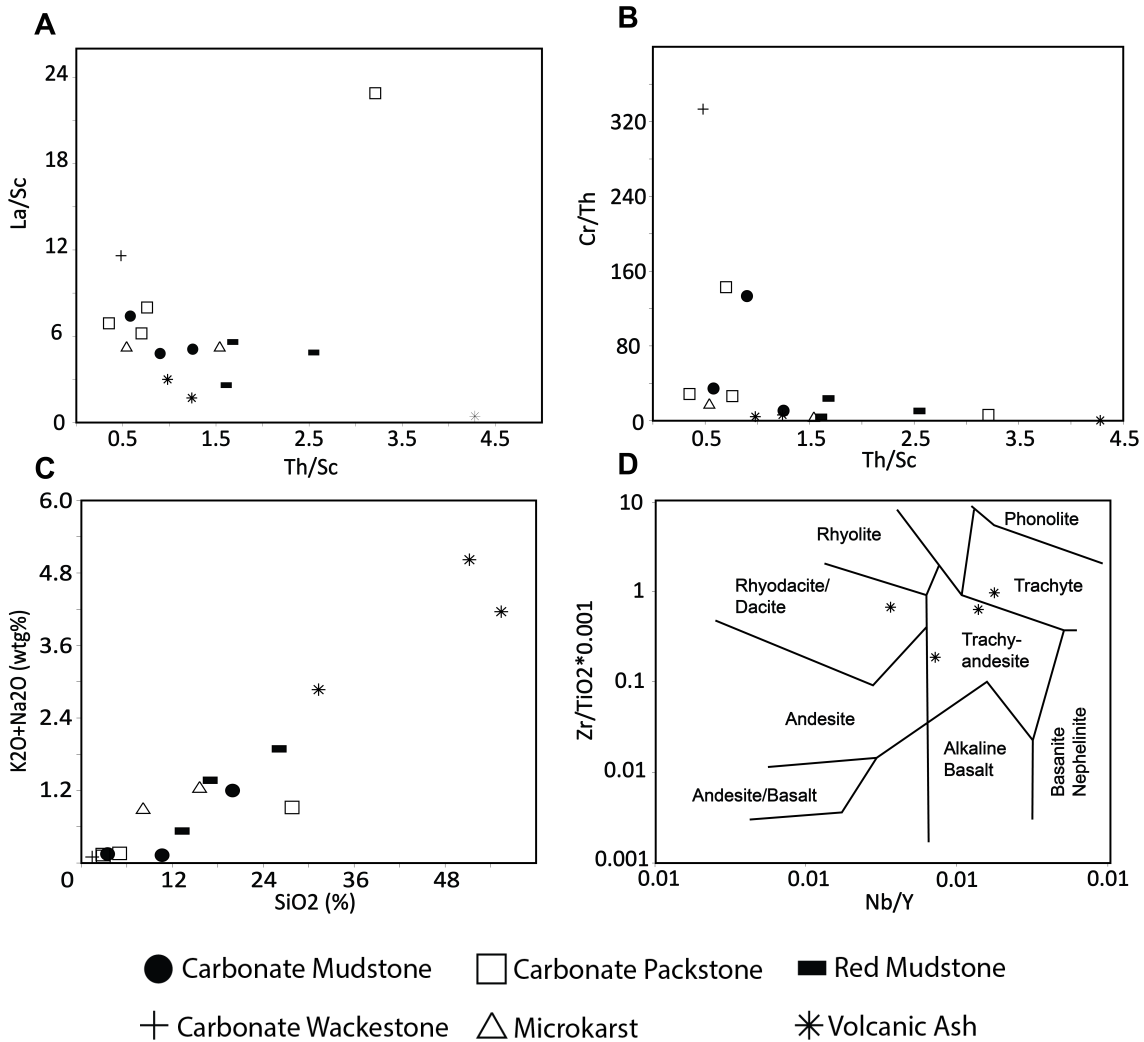 A
La/Sc
24
18
12
6
0
0.5
1.5
2.5
3.5
4.5
Th/Sc
B
Cr/Th
320
240
160
80
0
0.5
1.5
2.5
3.5
4.5
Th/Sc
C
K2O+Na2O (wtg%)
6.0
4.8
3.6
2.4
1.2
0
12
24
36
48
SiO2 (%)
D
Zr/TiO2*0.001
10
1
0.1
0.01
0.001
0.01
0.01
0.01
0.01
Nb/Y
Rhyolite
Phonolite
Rhyodacite/
Dacite
Trachyte
Trachy-
andesite
Andesite
Alkaline
Basalt
Basanite
Nephelinite
Andesite/Basalt
Carbonate Mudstone
Carbonate Packstone
Red Mudstone
Carbonate Wackestone
Microkarst
Volcanic Ash